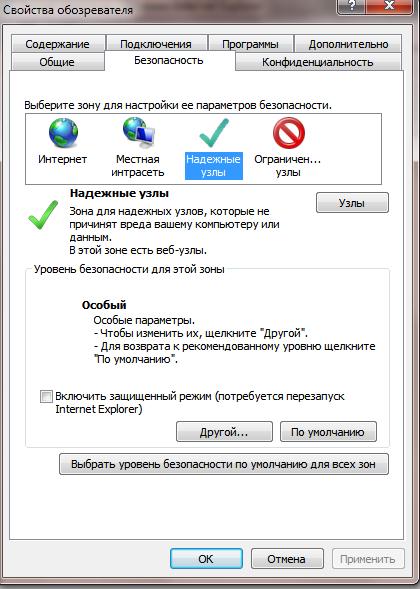 Свойства обозревателя
Содержание Подключения Программы Дополнительно
Общие Безопасность Конфиденциальность
Выберите зону для настройки ее параметров безопасности.
Интернет Местная интрасеть Надежные узлы Ограничен... узлы
Надежные узлы
Узлы
Зона для надежных узлов, которые не
причинят вреда вашему компьютеру или
данным.
В этой зоне есть веб-узлы.
Уровень безопасности для этой зоны
Особый
Особые параметры.
- Чтобы изменить их, щелкните "Другой".
- Для возврата к рекомендованному уровню щелкните
"По умолчанию".
Включить защищенный режим (потребуется перезапуск
Internet Explorer)
Другой... По умолчанию
Выбрать уровень безопасности по умолчанию для всех зон
ОК Отмена Применить